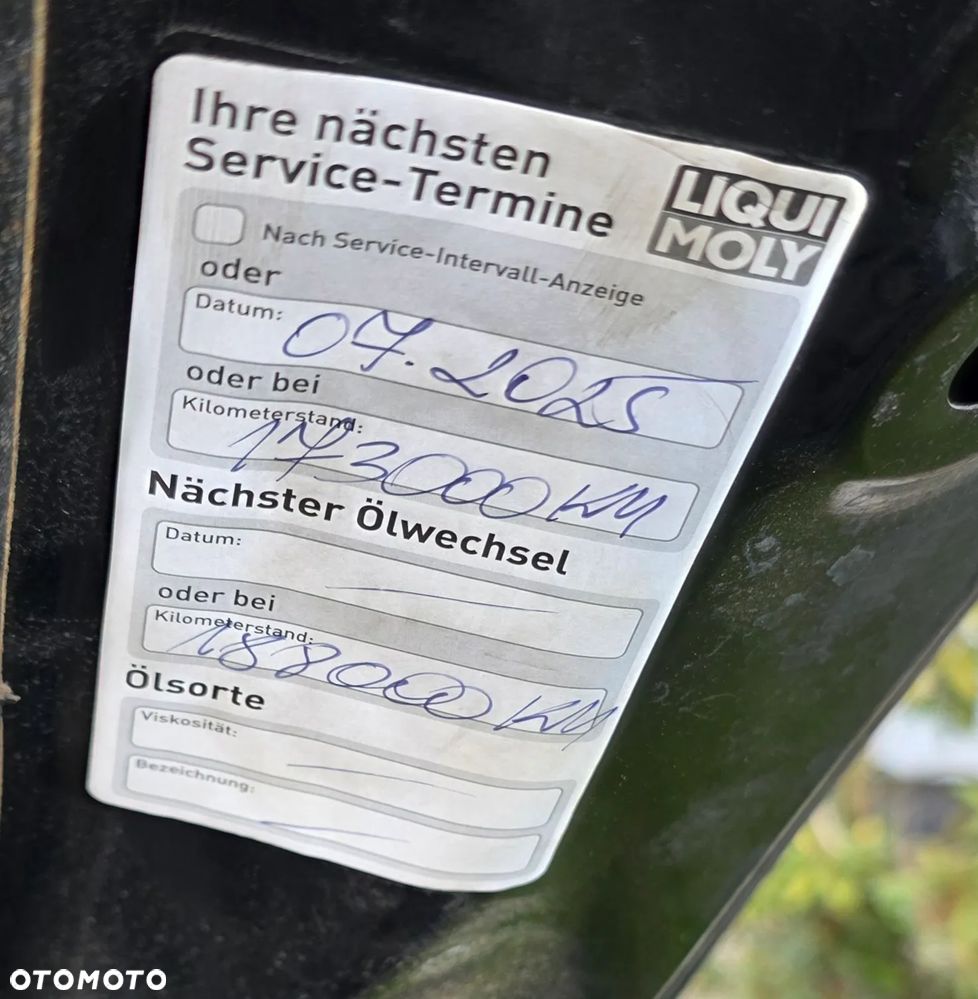 Ihre nächsten
Service-Termine
LIQUI
MOLY
Nach Service-Intervall-Anzeige
oder
Datum: 07.2025
oder bei
Kilometerstand: 173000 KM
Nächster Ölwechsel
Datum:
oder bei
Kilometerstand: 188000 KM
Ölsorte
Viskosität:
Bezeichnung:
OTOMOTO